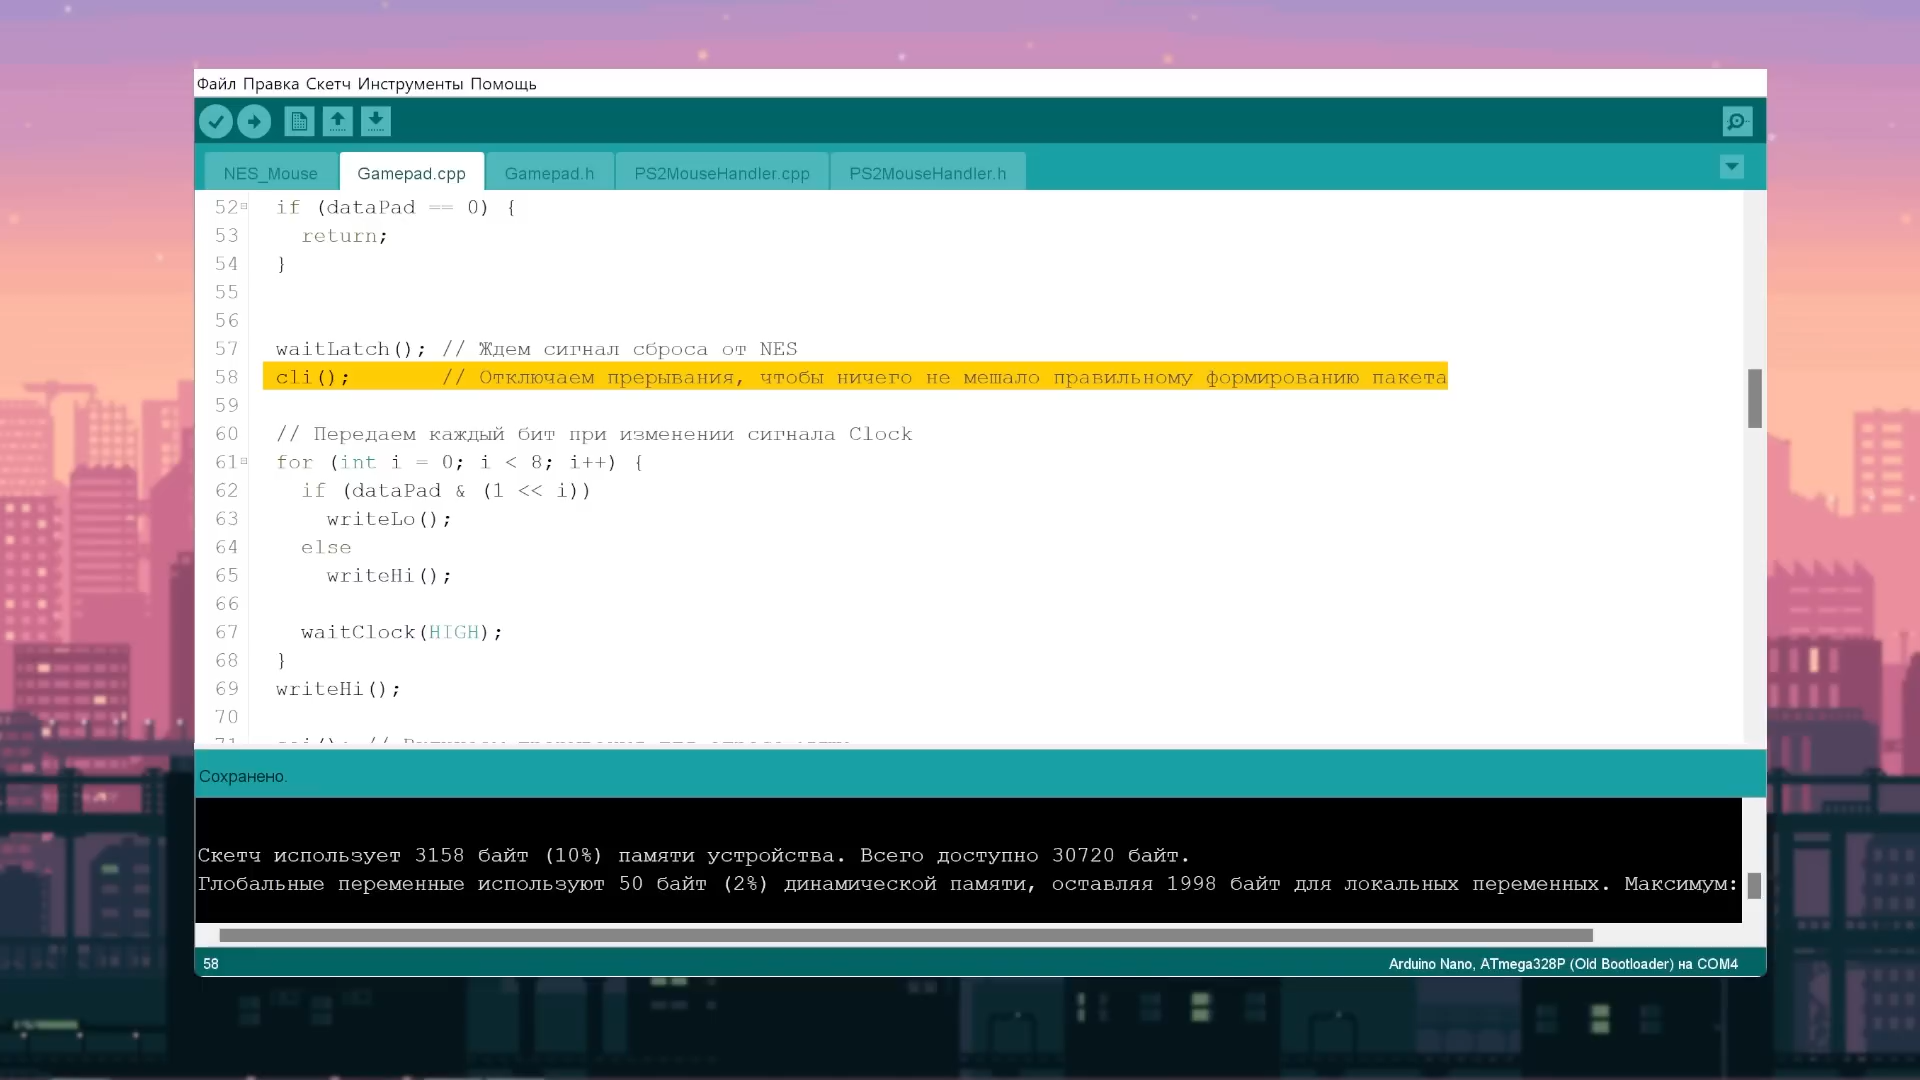 Файл Правка Скетч Инструменты Помощь
NES_Mouse Gamepad.cpp Gamepad.h PS2MouseHandler.cpp PS2MouseHandler.h
52 if (dataPad == 0) {
53 return;
54 }
55
56
57 waitLatch(); // Ждем сигнал сброса от NES
58 cli(); // Отключаем прерывания, чтобы ничего не мешало правильному формированию пакета
59
60 // Передаем каждый бит при изменении сигнала Clock
61 for (int i = 0; i < 8; i++) {
62 if (dataPad & (1 << i))
63 writeLo();
64 else
65 writeHi();
66
67 waitClock(HIGH);
68 }
69 writeHi();
70
Сохранено.
Скетч использует 3158 байт (10%) памяти устройства. Всего доступно 30720 байт.
Глобальные переменные используют 50 байт (2%) динамической памяти, оставляя 1998 байт для локальных переменных. Максимум:
58 Arduino Nano, ATmega328P (Old Bootloader) на COM4